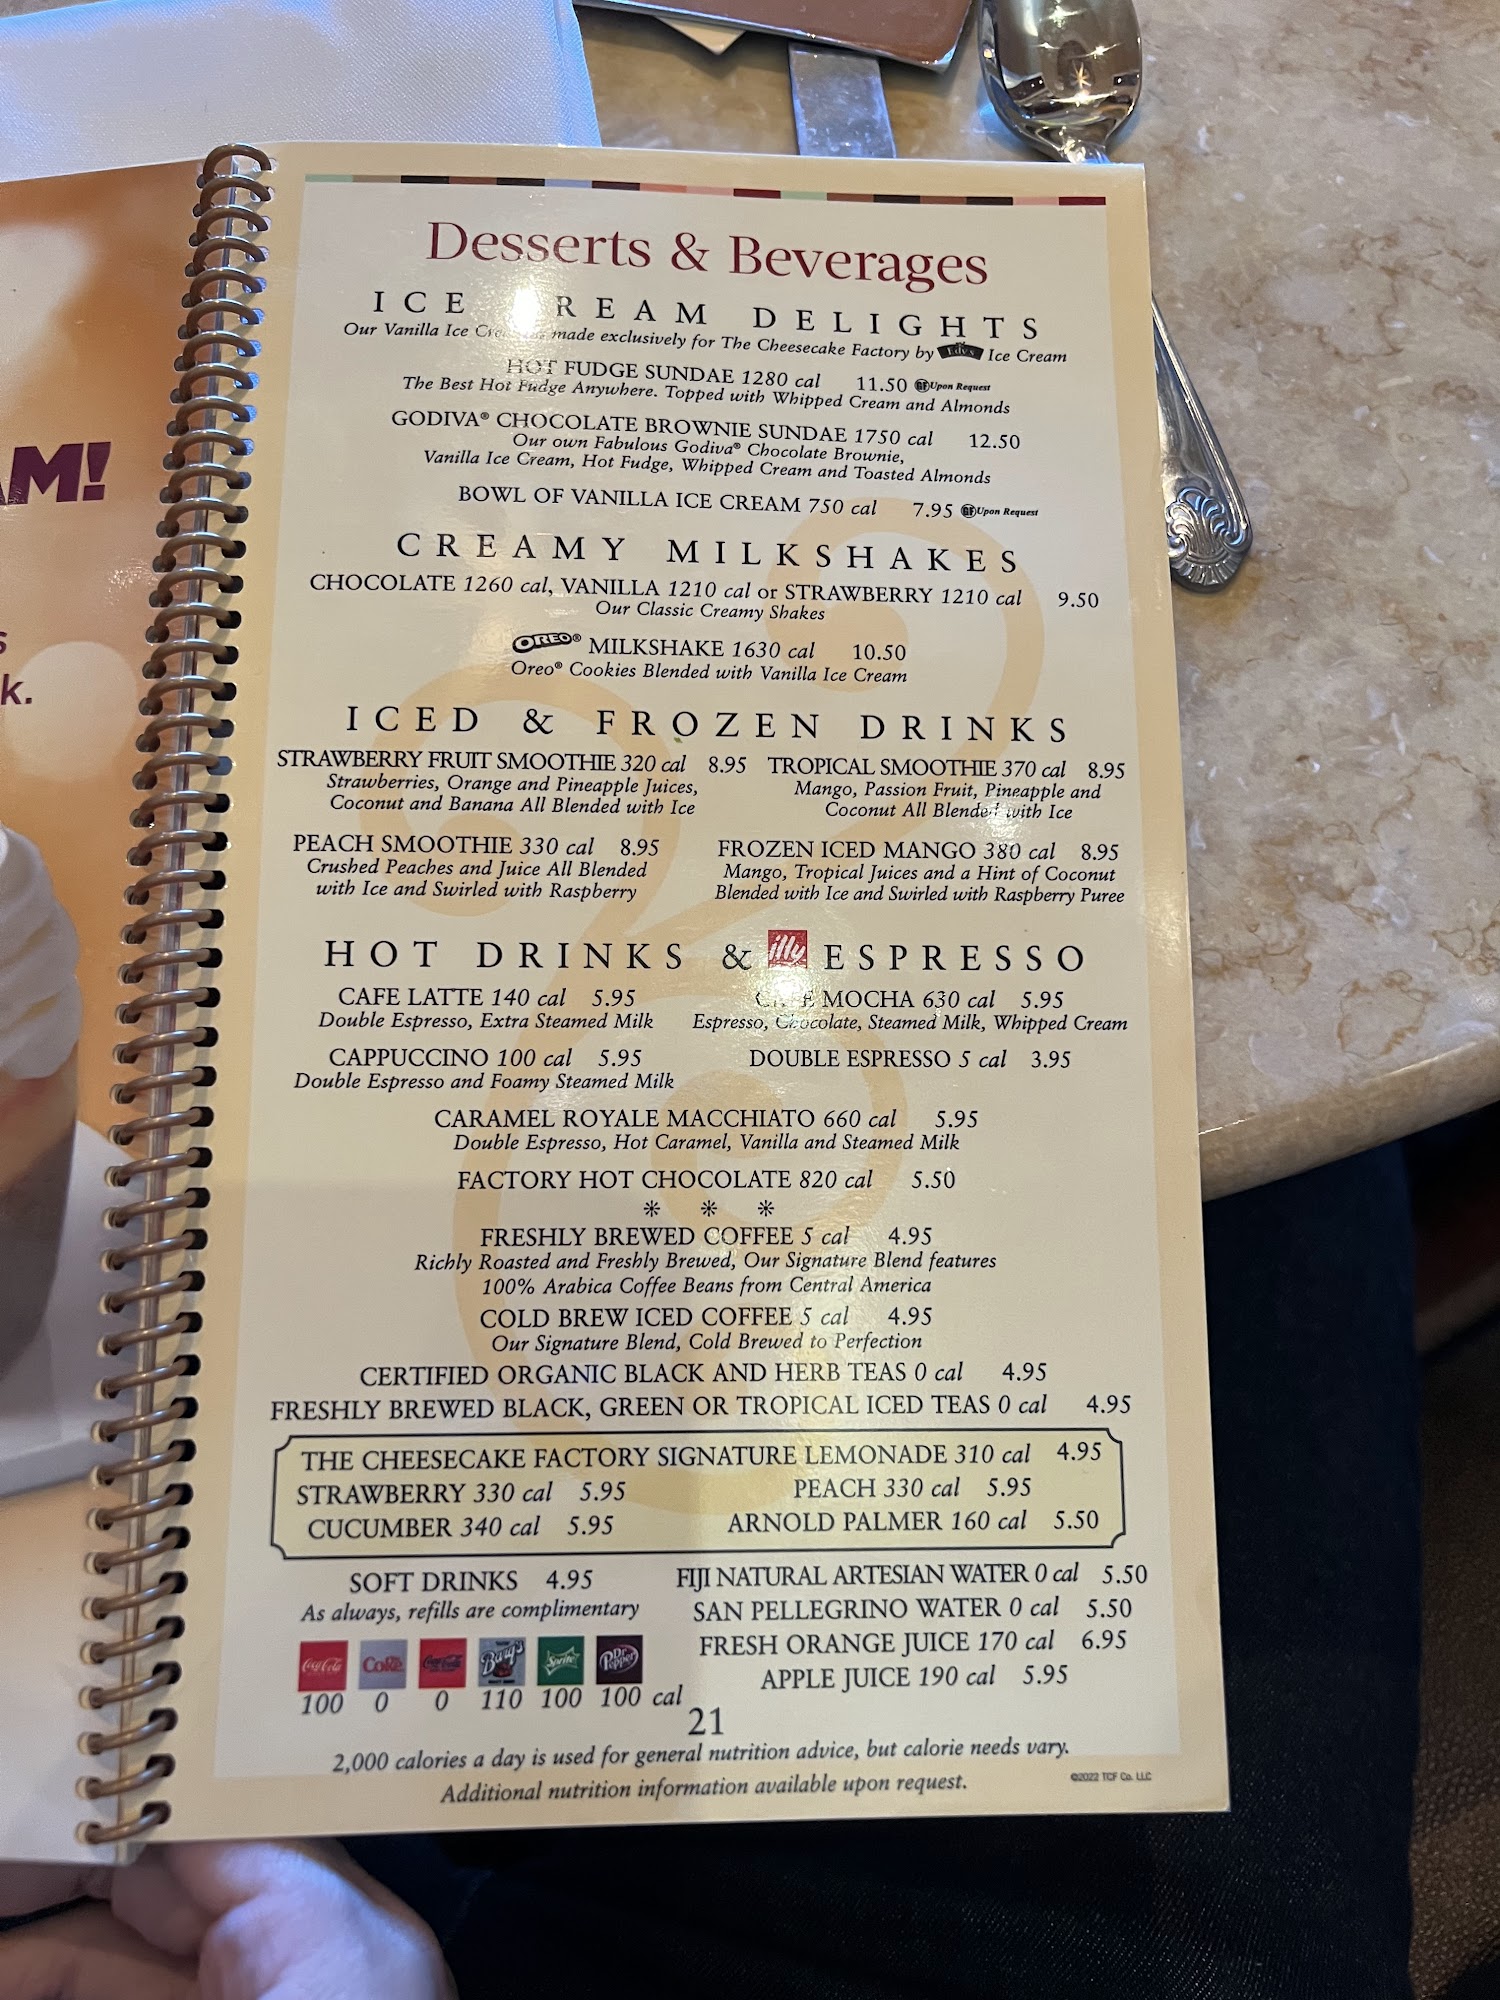 AM!
s
k.
Desserts & Beverages
ICE REAM DELIGHTS
Our Vanilla Ice made exclusively for The Cheesecake Factory by Edy's Ice Cream
HOT FUDGE SUNDAE 1280 cal 11.50 GF Upon Request
The Best Hot Fudge Anywhere. Topped with Whipped Cream and Almonds
GODIVA® CHOCOLATE BROWNIE SUNDAE 1750 cal 12.50
Our own Fabulous Godiva® Chocolate Brownie,
Vanilla Ice Cream, Hot Fudge, Whipped Cream and Toasted Almonds
BOWL OF VANILLA ICE CREAM 750 cal 7.95 GF Upon Request
CREAMY MILKSHAKES
CHOCOLATE 1260 cal, VANILLA 1210 cal or STRAWBERRY 1210 cal 9.50
Our Classic Creamy Shakes
OREO® MILKSHAKE 1630 cal 10.50
Oreo® Cookies Blended with Vanilla Ice Cream
ICED & FROZEN DRINKS
STRAWBERRY FRUIT SMOOTHIE 320 cal 8.95
Strawberries, Orange and Pineapple Juices,
Coconut and Banana All Blended with Ice
TROPICAL SMOOTHIE 370 cal 8.95
Mango, Passion Fruit, Pineapple and
Coconut All Blended with Ice
PEACH SMOOTHIE 330 cal 8.95
Crushed Peaches and Juice All Blended
with Ice and Swirled with Raspberry
FROZEN ICED MANGO 380 cal 8.95
Mango, Tropical Juices and a Hint of Coconut
Blended with Ice and Swirled with Raspberry Puree
HOT DRINKS & illy ESPRESSO
CAFE LATTE 140 cal 5.95
Double Espresso, Extra Steamed Milk
CAFE MOCHA 630 cal 5.95
Espresso, Chocolate, Steamed Milk, Whipped Cream
CAPPUCCINO 100 cal 5.95
Double Espresso and Foamy Steamed Milk
DOUBLE ESPRESSO 5 cal 3.95
CARAMEL ROYALE MACCHIATO 660 cal 5.95
Double Espresso, Hot Caramel, Vanilla and Steamed Milk
FACTORY HOT CHOCOLATE 820 cal 5.50
* * *
FRESHLY BREWED COFFEE 5 cal 4.95
Richly Roasted and Freshly Brewed, Our Signature Blend features
100% Arabica Coffee Beans from Central America
COLD BREW ICED COFFEE 5 cal 4.95
Our Signature Blend, Cold Brewed to Perfection
CERTIFIED ORGANIC BLACK AND HERB TEAS 0 cal 4.95
FRESHLY BREWED BLACK, GREEN OR TROPICAL ICED TEAS 0 cal 4.95
THE CHEESECAKE FACTORY SIGNATURE LEMONADE 310 cal 4.95
STRAWBERRY 330 cal 5.95 PEACH 330 cal 5.95
CUCUMBER 340 cal 5.95 ARNOLD PALMER 160 cal 5.50
SOFT DRINKS 4.95
As always, refills are complimentary
Coca-Cola Coke Coca-Cola Barq's Sprite Dr Pepper
100 0 0 110 100 100 cal
FIJI NATURAL ARTESIAN WATER 0 cal 5.50
SAN PELLEGRINO WATER 0 cal 5.50
FRESH ORANGE JUICE 170 cal 6.95
APPLE JUICE 190 cal 5.95
21
2,000 calories a day is used for general nutrition advice, but calorie needs vary.
Additional nutrition information available upon request.
©2022 TCF Co. LLC